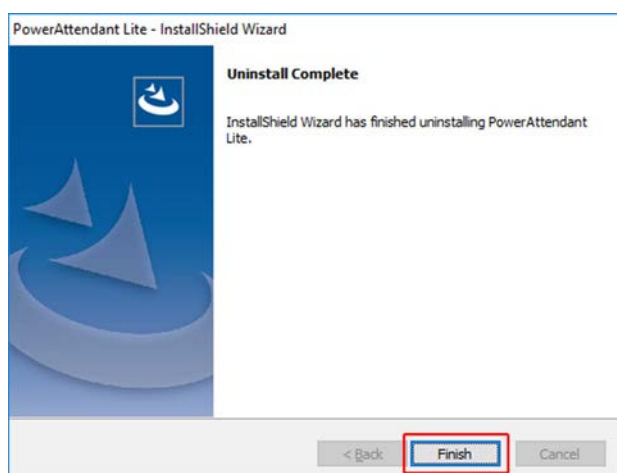 PowerAttendant Lite - InstallShield Wizard
Uninstall Complete
InstallShield Wizard has finished uninstalling PowerAttendant
Lite.
< Back
Finish
Cancel